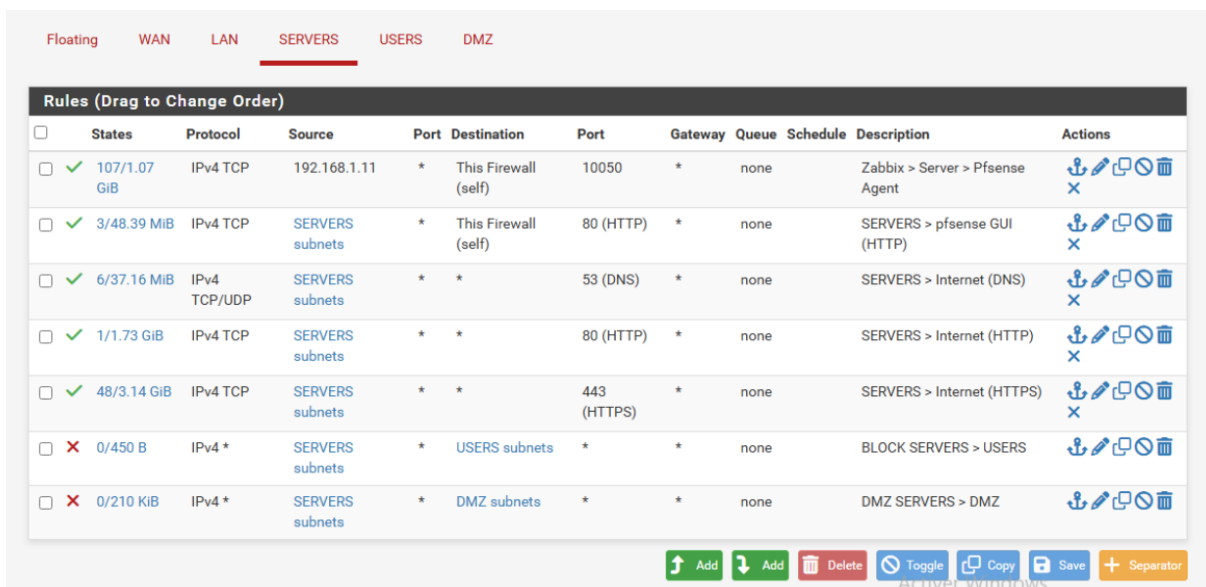 Floating WAN LAN SERVERS USERS DMZ
Rules (Drag to Change Order)
States Protocol Source Port Destination Port Gateway Queue Schedule Description Actions
107/1.07 IPv4 TCP 192.168.1.11 * This Firewall 10050 * none Zabbix > Server > Pfsense
GiB (self) Agent
3/48.39 MiB IPv4 TCP SERVERS * This Firewall 80 (HTTP) * none SERVERS > pfsense GUI
subnets (self) (HTTP)
6/37.16 MiB IPv4 SERVERS * * 53 (DNS) * none SERVERS > Internet (DNS)
TCP/UDP subnets
1/1.73 GiB IPv4 TCP SERVERS * * 80 (HTTP) * none SERVERS > Internet (HTTP)
subnets
48/3.14 GiB IPv4 TCP SERVERS * * 443 * none SERVERS > Internet (HTTPS)
subnets (HTTPS)
0/450 B IPv4 * SERVERS * USERS subnets * * none BLOCK SERVERS > USERS
subnets
0/210 KiB IPv4 * SERVERS * DMZ subnets * * none DMZ SERVERS > DMZ
subnets
Add Add Delete Toggle Copy Save Separator
Activer Windows